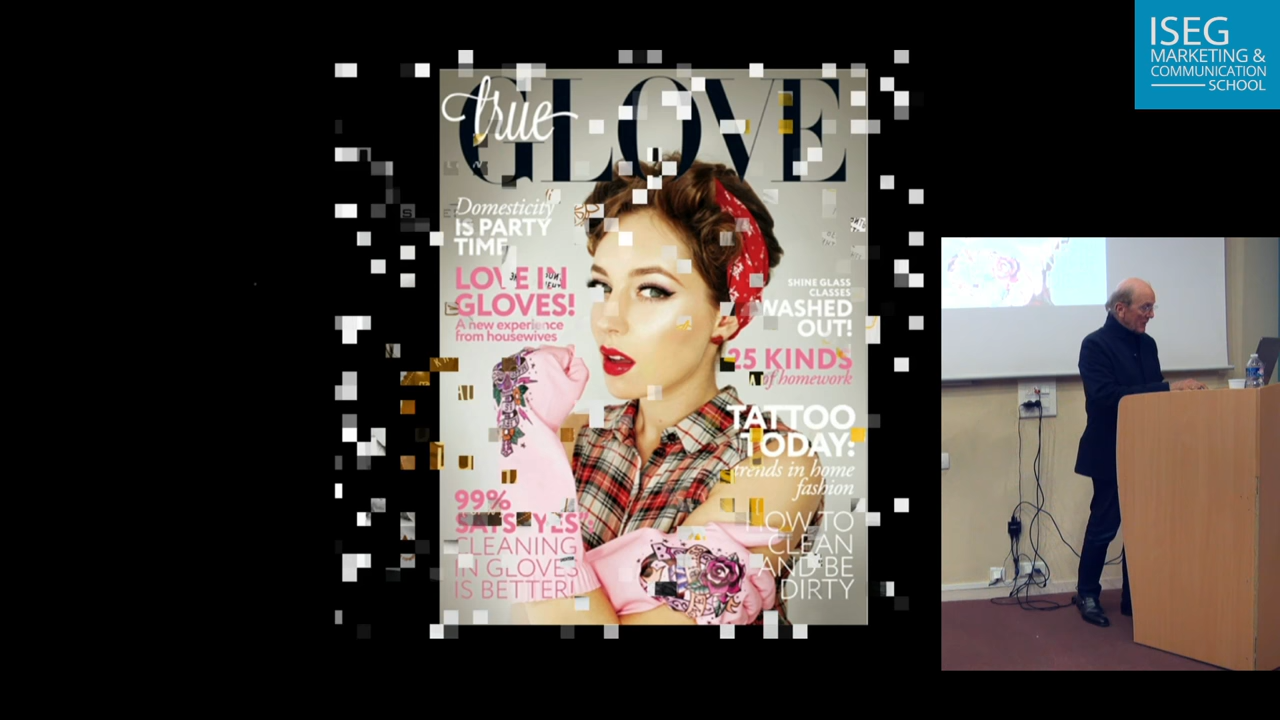 true
GLOVE
Domesticity
IS PARTY
TIME
LOVE IN
GLOVES!
A new experience
from housewives
SHINE GLASS
CLASSES
WASHED
OUT!
25 KINDS
of homework
TATTOO
TODAY:
trends in home
fashion
99%
SAYS "YES"
CLEANING
IN GLOVES
IS BETTER!
HOW TO
CLEAN
AND BE
DIRTY
ISEG
MARKETING &
COMMUNICATION
SCHOOL